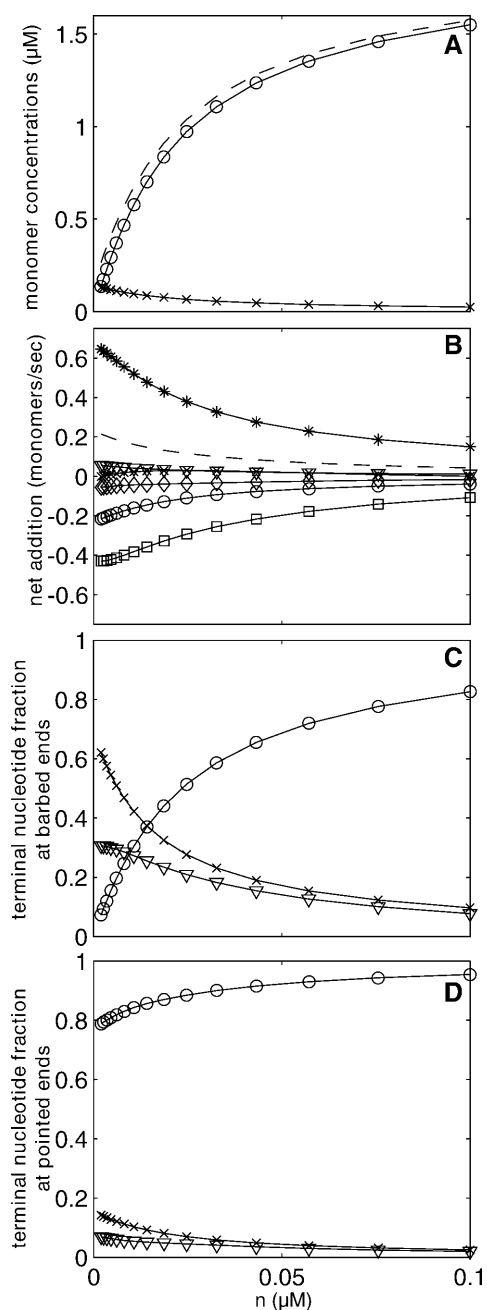 A
monomer concentrations (µM)
1.5
1
0.5
0
B
net addition (monomers/sec)
0.6
0.4
0.2
0
-0.2
-0.4
-0.6
C
terminal nucleotide fraction
at barbed ends
1
0.8
0.6
0.4
0.2
0
D
terminal nucleotide fraction
at pointed ends
1
0.8
0.6
0.4
0.2
0
0 0.05 0.1
n (µM)